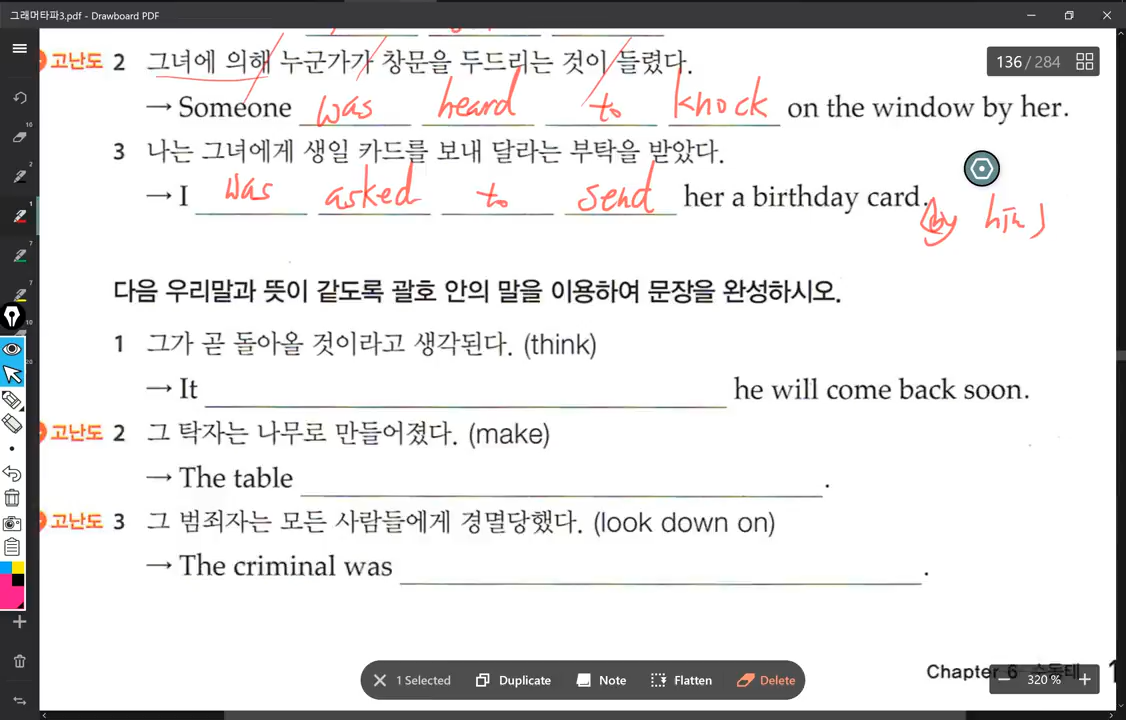 그래머타파3.pdf - Drawboard PDF
136 / 284
고난도 2 그녀에 의해 누군가가 창문을 두드리는 것이 들렸다.
→ Someone was heard to knock on the window by her.
3 나는 그녀에게 생일 카드를 보내 달라는 부탁을 받았다.
→ I was asked to send her a birthday card.
(by him)
다음 우리말과 뜻이 같도록 괄호 안의 말을 이용하여 문장을 완성하시오.
1 그가 곧 돌아올 것이라고 생각된다. (think)
→ It he will come back soon.
고난도 2 그 탁자는 나무로 만들어졌다. (make)
→ The table .
고난도 3 그 범죄자는 모든 사람들에게 경멸당했다. (look down on)
→ The criminal was .
Chapter 6 수동태 1
1 Selected Duplicate Note Flatten Delete
320 %